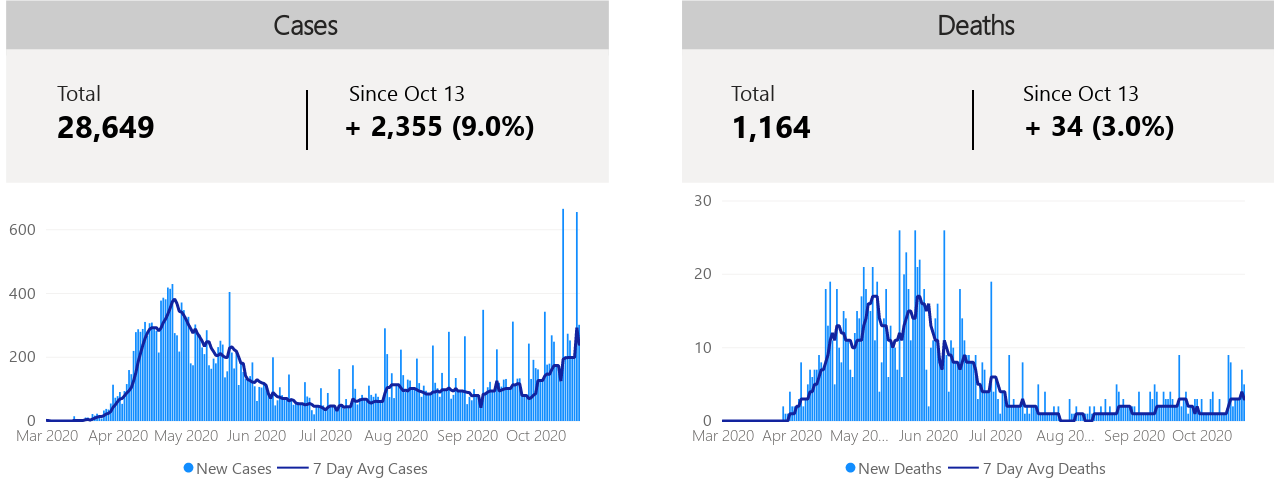 Cases
Total
Since Oct 13
28,649
+ 2,355 (9.0%)
600
400
200
0
Mar 2020 Apr 2020 May 2020 Jun 2020 Jul 2020 Aug 2020 Sep 2020 Oct 2020
New Cases 7 Day Avg Cases
Deaths
Total
Since Oct 13
1,164
+ 34 (3.0%)
30
20
10
0
Mar 2020 Apr 2020 May 20... Jun 2020 Jul 2020 Aug 20... Sep 2020 Oct 2020
New Deaths 7 Day Avg Deaths